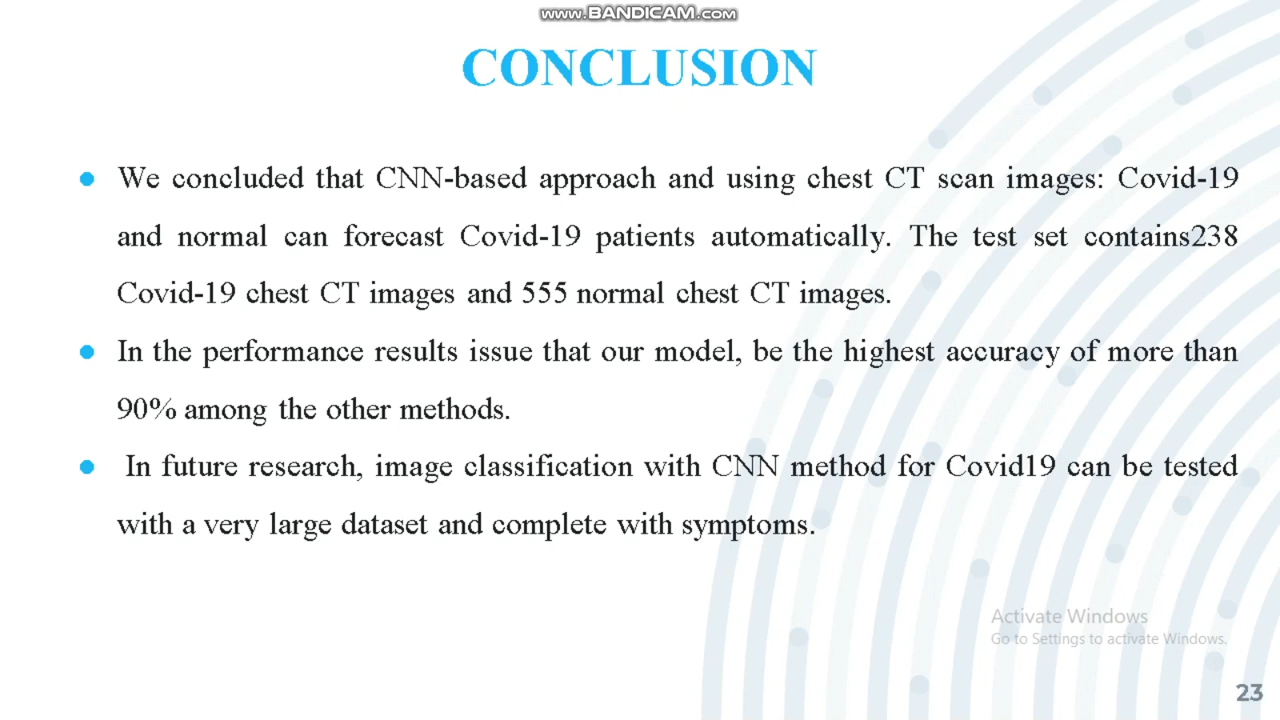 www.BANDICAM.com
CONCLUSION
● We concluded that CNN-based approach and using chest CT scan images: Covid-19
and normal can forecast Covid-19 patients automatically. The test set contains238
Covid-19 chest CT images and 555 normal chest CT images.
● In the performance results issue that our model, be the highest accuracy of more than
90% among the other methods.
● In future research, image classification with CNN method for Covid19 can be tested
with a very large dataset and complete with symptoms.
Activate Windows
Go to Settings to activate Windows.
23